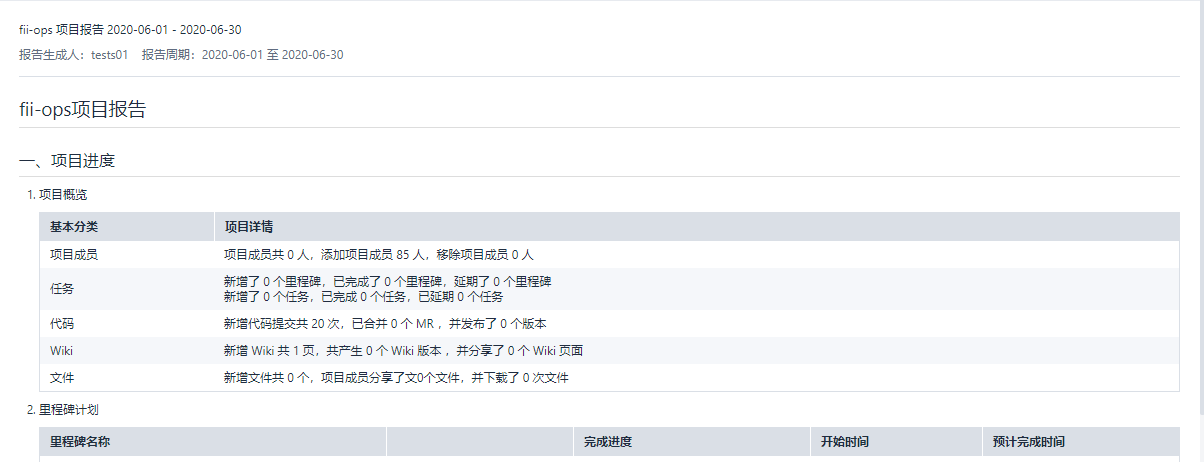 fii-ops 项目报告 2020-06-01 - 2020-06-30
报告生成人：tests01 报告周期：2020-06-01 至 2020-06-30
fii-ops项目报告
一、项目进度
1. 项目概览
基本分类 项目详情
项目成员 项目成员共 0 人，添加项目成员 85 人，移除项目成员 0 人
任务 新增了 0 个里程碑，已完成了 0 个里程碑，延期了 0 个里程碑
新增了 0 个任务，已完成 0 个任务，已延期 0 个任务
代码 新增代码提交共 20 次，已合并 0 个 MR ，并发布了 0 个版本
Wiki 新增 Wiki 共 1 页，共产生 0 个 Wiki 版本 ，并分享了 0 个 Wiki 页面
文件 新增文件共 0 个，项目成员分享了文0个文件，并下载了 0 次文件
2. 里程碑计划
里程碑名称 完成进度 开始时间 预计完成时间